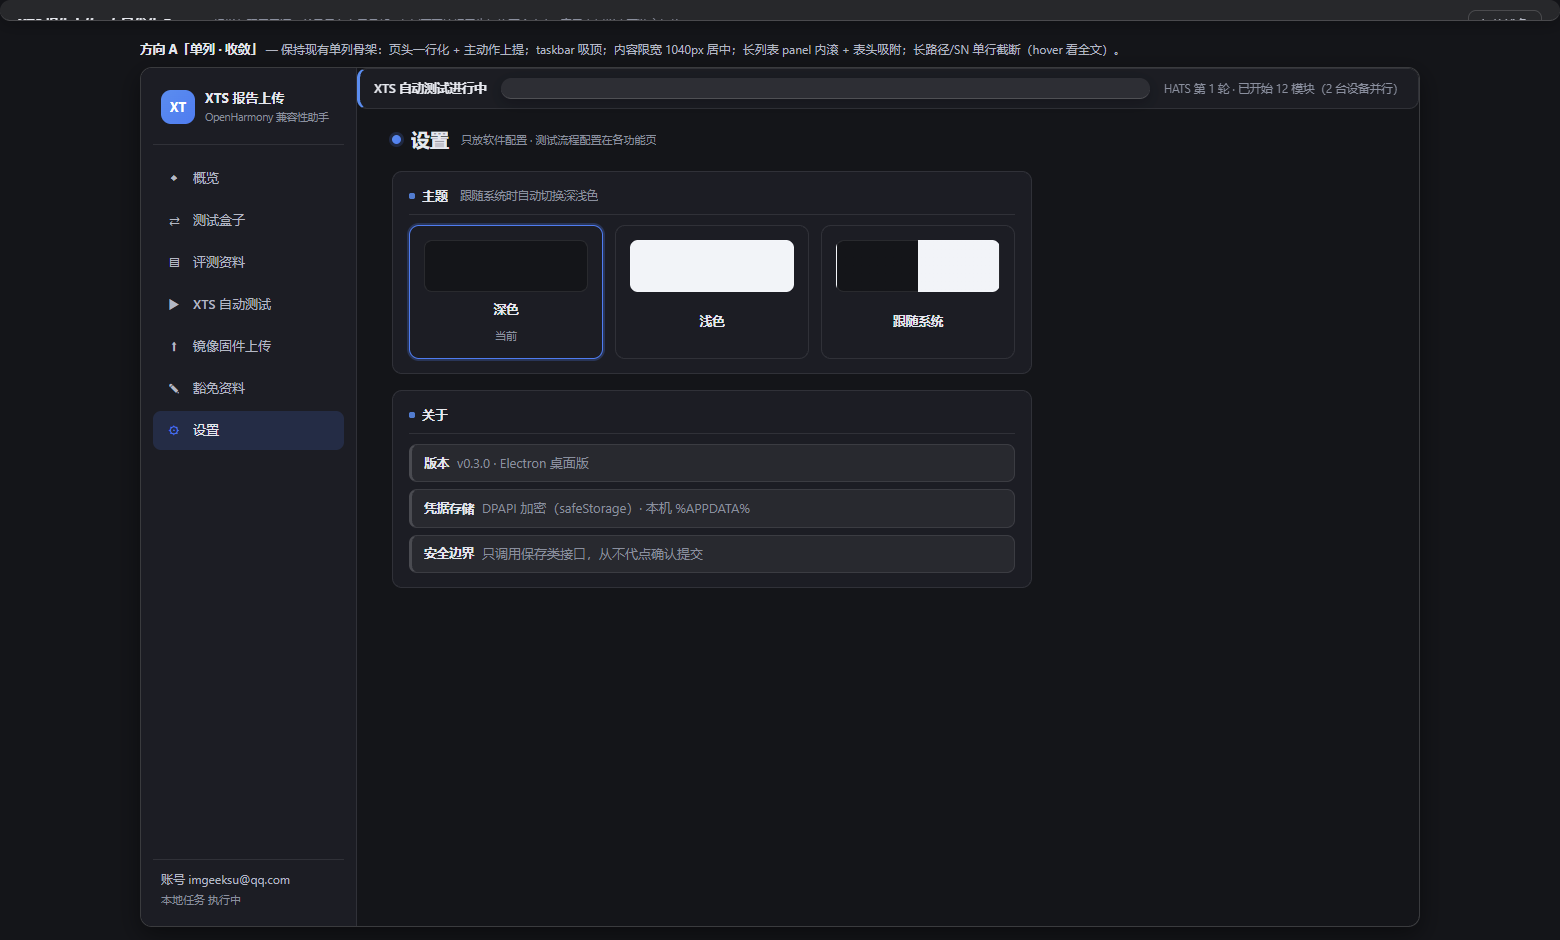 方向 A「单列 · 收敛」 — 保持现有单列骨架：页头一行化 + 主动作上提；taskbar 吸顶；内容限宽 1040px 居中；长列表 panel 内滚 + 表头吸附；长路径/SN 单行截断（hover 看全文）。
XT
XTS 报告上传
OpenHarmony 兼容性助手
概览
测试盒子
评测资料
XTS 自动测试
镜像固件上传
豁免资料
设置
账号 imgeeksu@qq.com
本地任务 执行中
XTS 自动测试进行中
HATS 第 1 轮 · 已开始 12 模块（2 台设备并行）
设置 只放软件配置 · 测试流程配置在各功能页
主题 跟随系统时自动切换深浅色
深色
当前
浅色
跟随系统
关于
版本 v0.3.0 · Electron 桌面版
凭据存储 DPAPI 加密（safeStorage）· 本机 %APPDATA%
安全边界 只调用保存类接口，从不代点确认提交